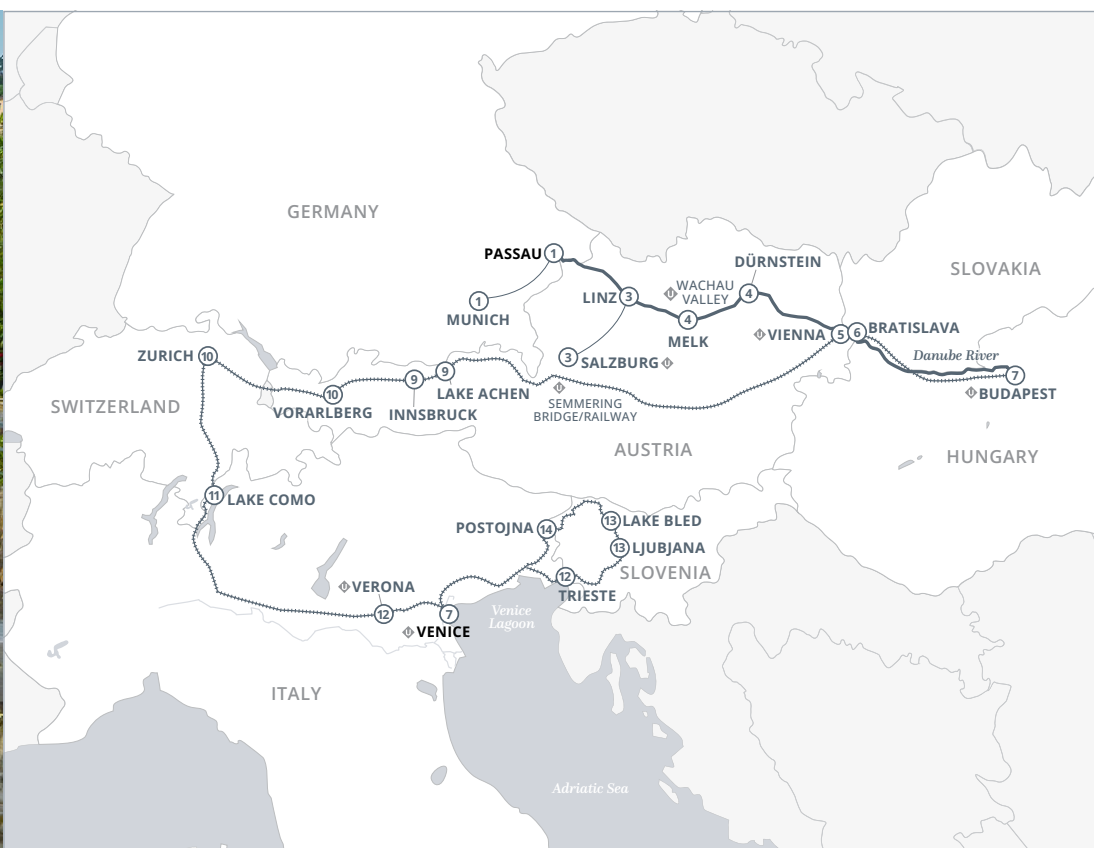 GERMANY
PASSAU 1
DÜRNSTEIN
SLOVAKIA
WACHAU
VALLEY
4
LINZ 3
1
MUNICH
4
MELK
VIENNA 5
6 BRATISLAVA
Danube River
ZURICH 10
3 SALZBURG
7
BUDAPEST
9
9
LAKE ACHEN
10
VORARLBERG
INNSBRUCK
SEMMERING
BRIDGE/RAILWAY
SWITZERLAND
AUSTRIA
HUNGARY
11 LAKE COMO
POSTOJNA 14
13 LAKE BLED
13 LJUBJANA
SLOVENIA
12
TRIESTE
VERONA
12
7
VENICE
Venice
Lagoon
ITALY
Adriatic Sea